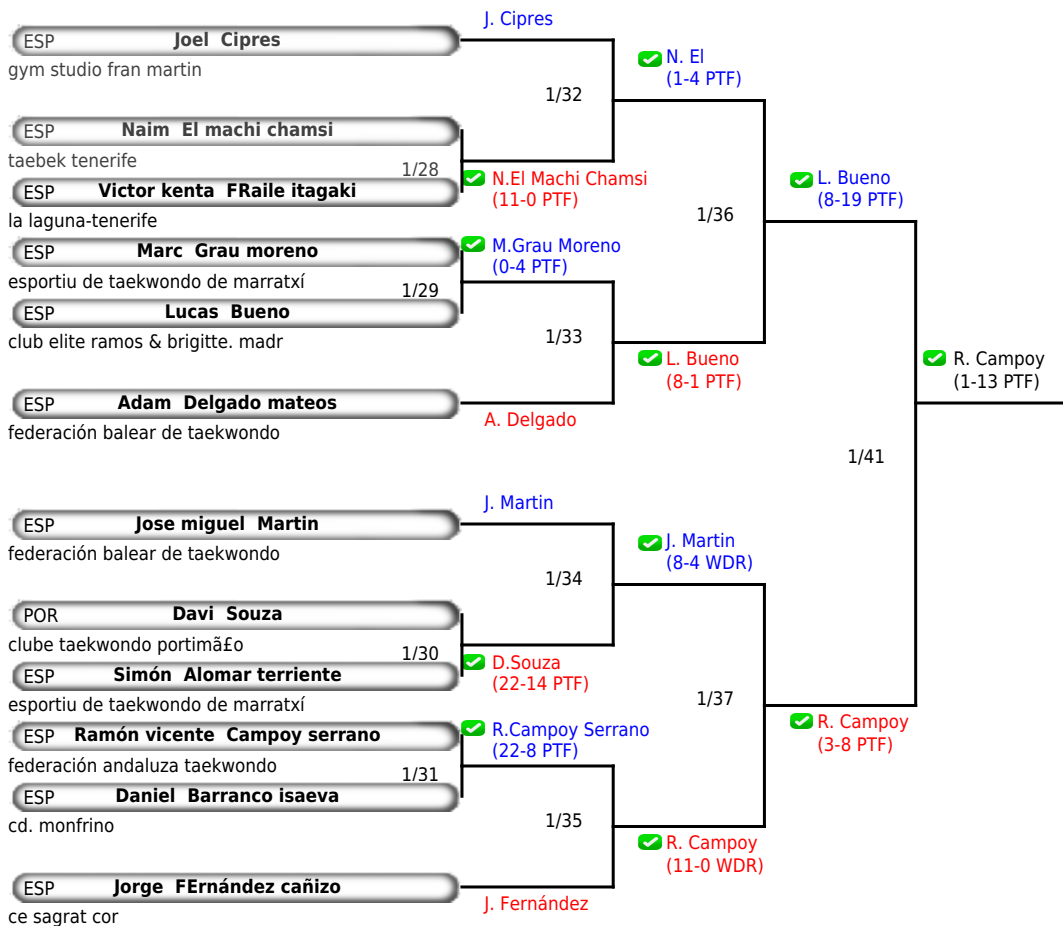 J. Cipres
ESP Joel Cipres
gym studio fran martin
N. El
(1-4 PTF)
1/32
ESP Naim El machi chamsi
taebek tenerife
1/28
N.El Machi Chamsi
(11-0 PTF)
L. Bueno
(8-19 PTF)
ESP Victor kenta FRaile itagaki
la laguna-tenerife
1/36
ESP Marc Grau moreno
M.Grau Moreno
(0-4 PTF)
esportiu de taekwondo de marratxí
1/29
ESP Lucas Bueno
club elite ramos & brigitte. madr
1/33
L. Bueno
(8-1 PTF)
R. Campoy
(1-13 PTF)
ESP Adam Delgado mateos
A. Delgado
federación balear de taekwondo
1/41
J. Martin
ESP Jose miguel Martin
federación balear de taekwondo
J. Martin
(8-4 WDR)
1/34
POR Davi Souza
clube taekwondo portimã£o
1/30
D.Souza
(22-14 PTF)
ESP Simón Alomar terriente
esportiu de taekwondo de marratxí
1/37
ESP Ramón vicente Campoy serrano
R.Campoy Serrano
(22-8 PTF)
R. Campoy
(3-8 PTF)
federación andaluza taekwondo
1/31
ESP Daniel Barranco isaeva
cd. monfrino
1/35
R. Campoy
(11-0 WDR)
ESP Jorge FErnández cañizo
J. Fernández
ce sagrat cor